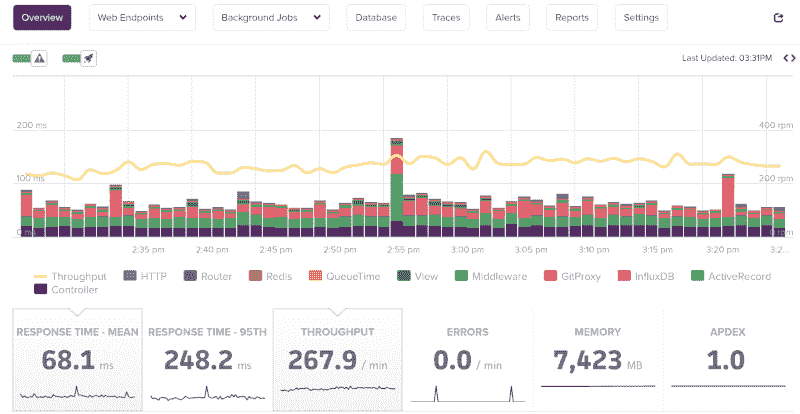 Overview Web Endpoints Background Jobs Database Traces Alerts Reports Settings
Last Updated: 03:31PM
200 ms 400 rpm
100 ms 200 rpm
0 ms 0 rpm
2:35 pm 2:40 pm 2:45 pm 2:50 pm 2:55 pm 3:00 pm 3:05 pm 3:10 pm 3:15 pm 3:20 pm 3:2...
Throughput HTTP Router Redis QueueTime View Middleware GitProxy InfluxDB ActiveRecord
Controller
RESPONSE TIME - MEAN RESPONSE TIME - 95TH THROUGHPUT ERRORS MEMORY APDEX
68.1 ms 248.2 ms 267.9 / min 0.0 / min 7,423 MB 1.0